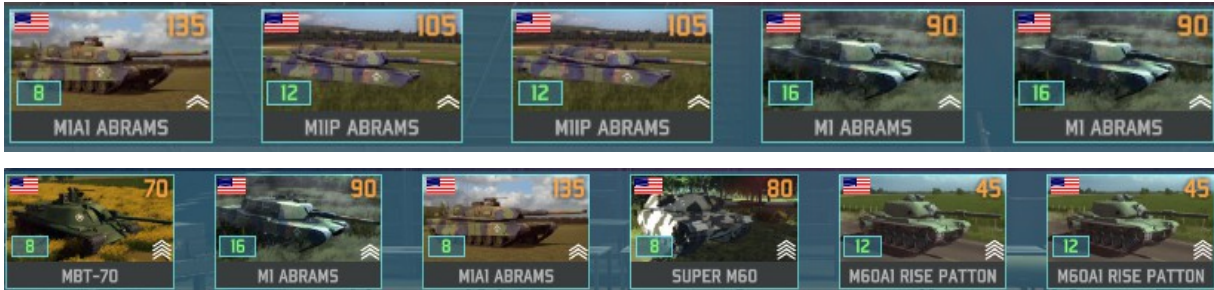 135 105 105 90 90
8 12 12 16 16
M1A1 ABRAMS M1IP ABRAMS M1IP ABRAMS M1 ABRAMS M1 ABRAMS
70 90 135 80 45 45
8 16 8 8 12 12
MBT-70 M1 ABRAMS M1A1 ABRAMS SUPER M60 M60A1 RISE PATTON M60A1 RISE PATTON